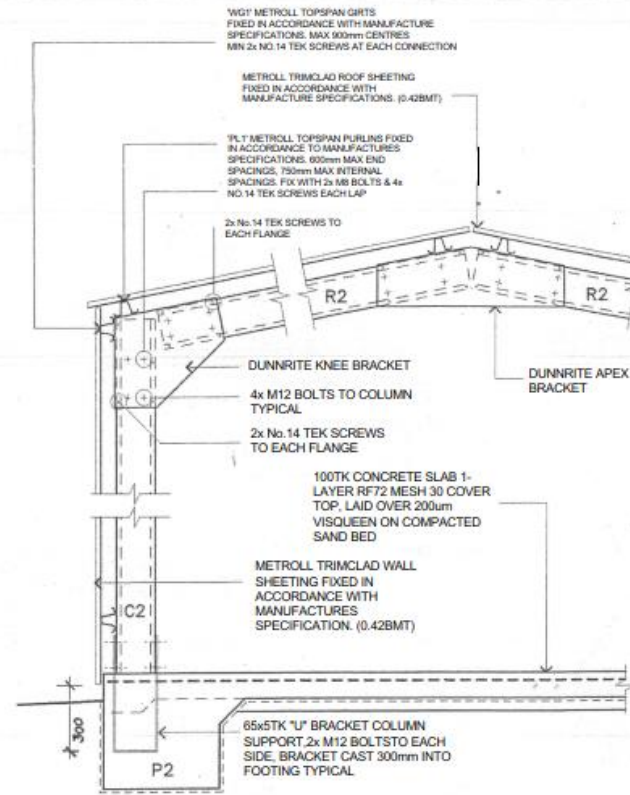 'WG1' METROLL TOPSPAN GIRTS
FIXED IN ACCORDANCE WITH MANUFACTURE
SPECIFICATIONS. MAX 900mm CENTRES
MIN 2x NO.14 TEK SCREWS AT EACH CONNECTION
METROLL TRIMCLAD ROOF SHEETING
FIXED IN ACCORDANCE WITH
MANUFACTURE SPECIFICATIONS. (0.42BMT)
'PL1' METROLL TOPSPAN PURLINS FIXED
IN ACCORDANCE TO MANUFACTURES
SPECIFICATIONS. 600mm MAX END
SPACINGS, 750mm MAX INTERNAL
SPACINGS. FIX WITH 2x M8 BOLTS & 4x
NO.14 TEK SCREWS EACH LAP
2x No.14 TEK SCREWS TO
EACH FLANGE
R2
R2
DUNNRITE KNEE BRACKET
DUNNRITE APEX
BRACKET
4x M12 BOLTS TO COLUMN
TYPICAL
2x No.14 TEK SCREWS
TO EACH FLANGE
100TK CONCRETE SLAB 1-
LAYER RF72 MESH 30 COVER
TOP, LAID OVER 200um
VISQUEEN ON COMPACTED
SAND BED
METROLL TRIMCLAD WALL
SHEETING FIXED IN
ACCORDANCE WITH
MANUFACTURES
SPECIFICATION. (0.42BMT)
C2
300
65x5TK "U" BRACKET COLUMN
SUPPORT,2x M12 BOLTSTO EACH
SIDE, BRACKET CAST 300mm INTO
FOOTING TYPICAL
P2